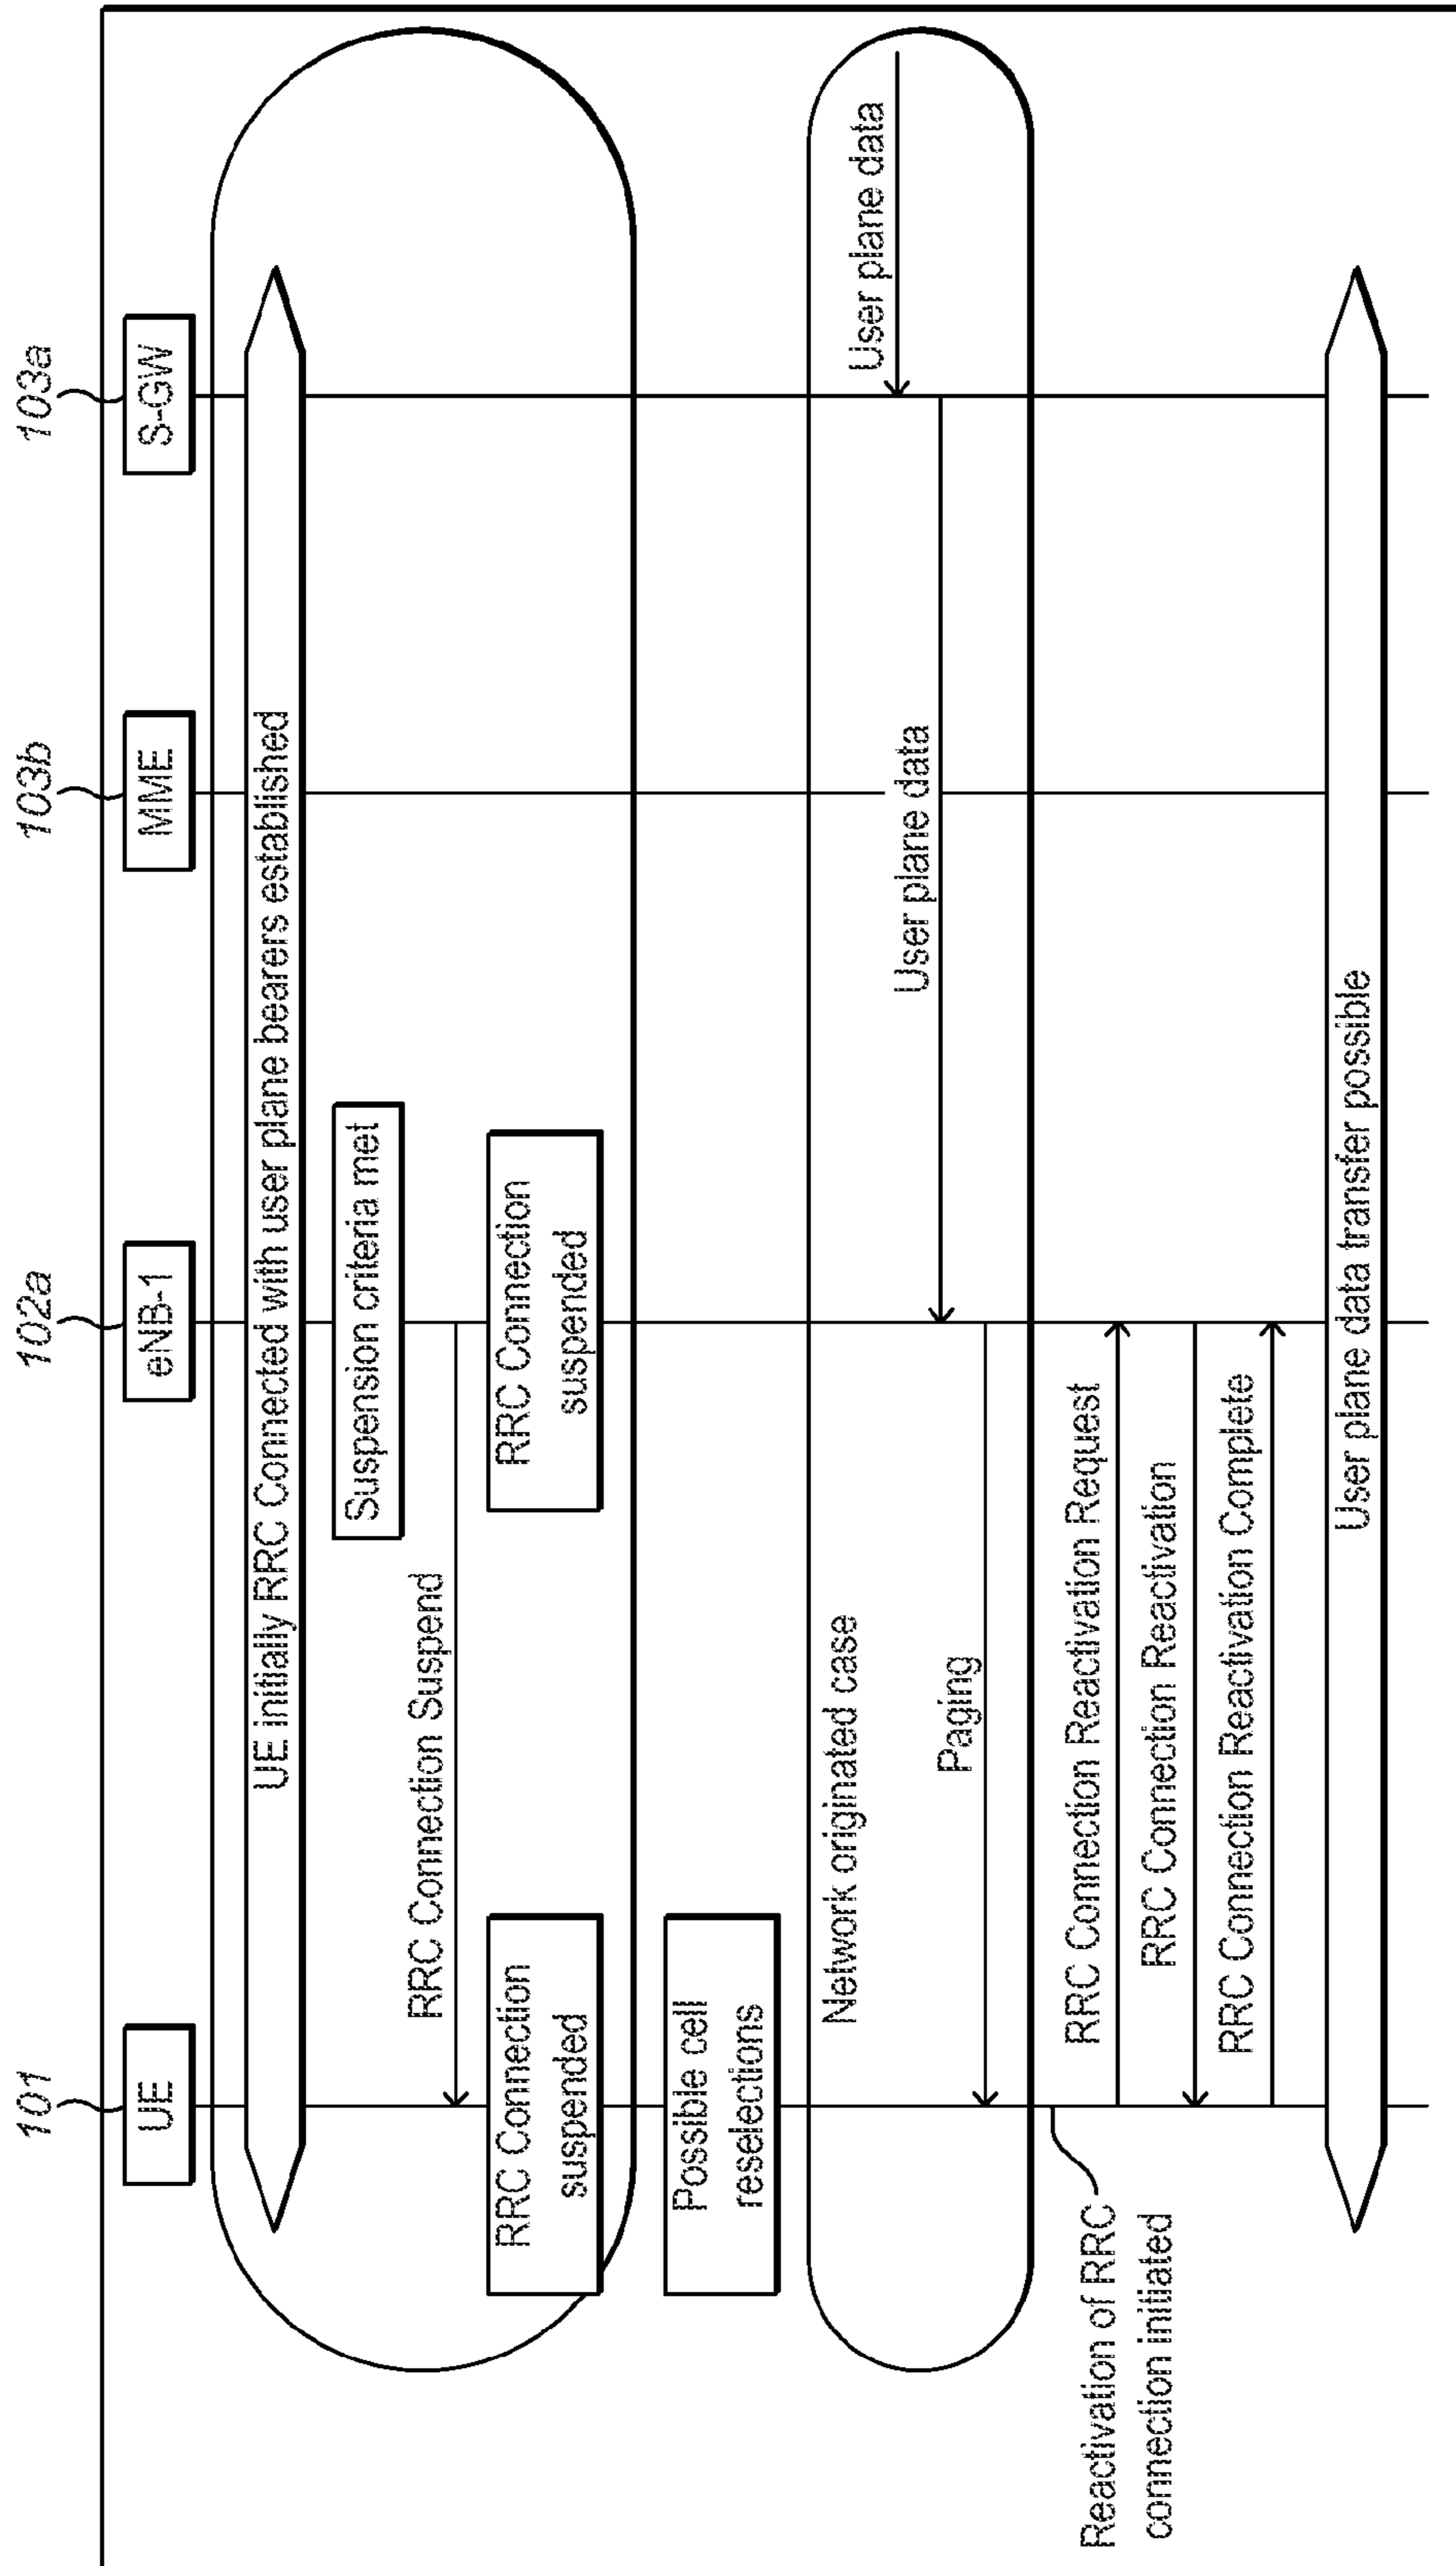 101
102a
103b
103a
UE
eNB-1
MME
S-GW
UE initially RRC Connected with user plane bearers established
Suspension criteria met
RRC Connection Suspend
RRC Connection
suspended
RRC Connection
suspended
Possible cell
reselections
Network originated case
User plane data
User plane data
Paging
Reactivation of RRC
connection initiated
RRC Connection Reactivation Request
RRC Connection Reactivation
RRC Connection Reactivation Complete
User plane data transfer possible